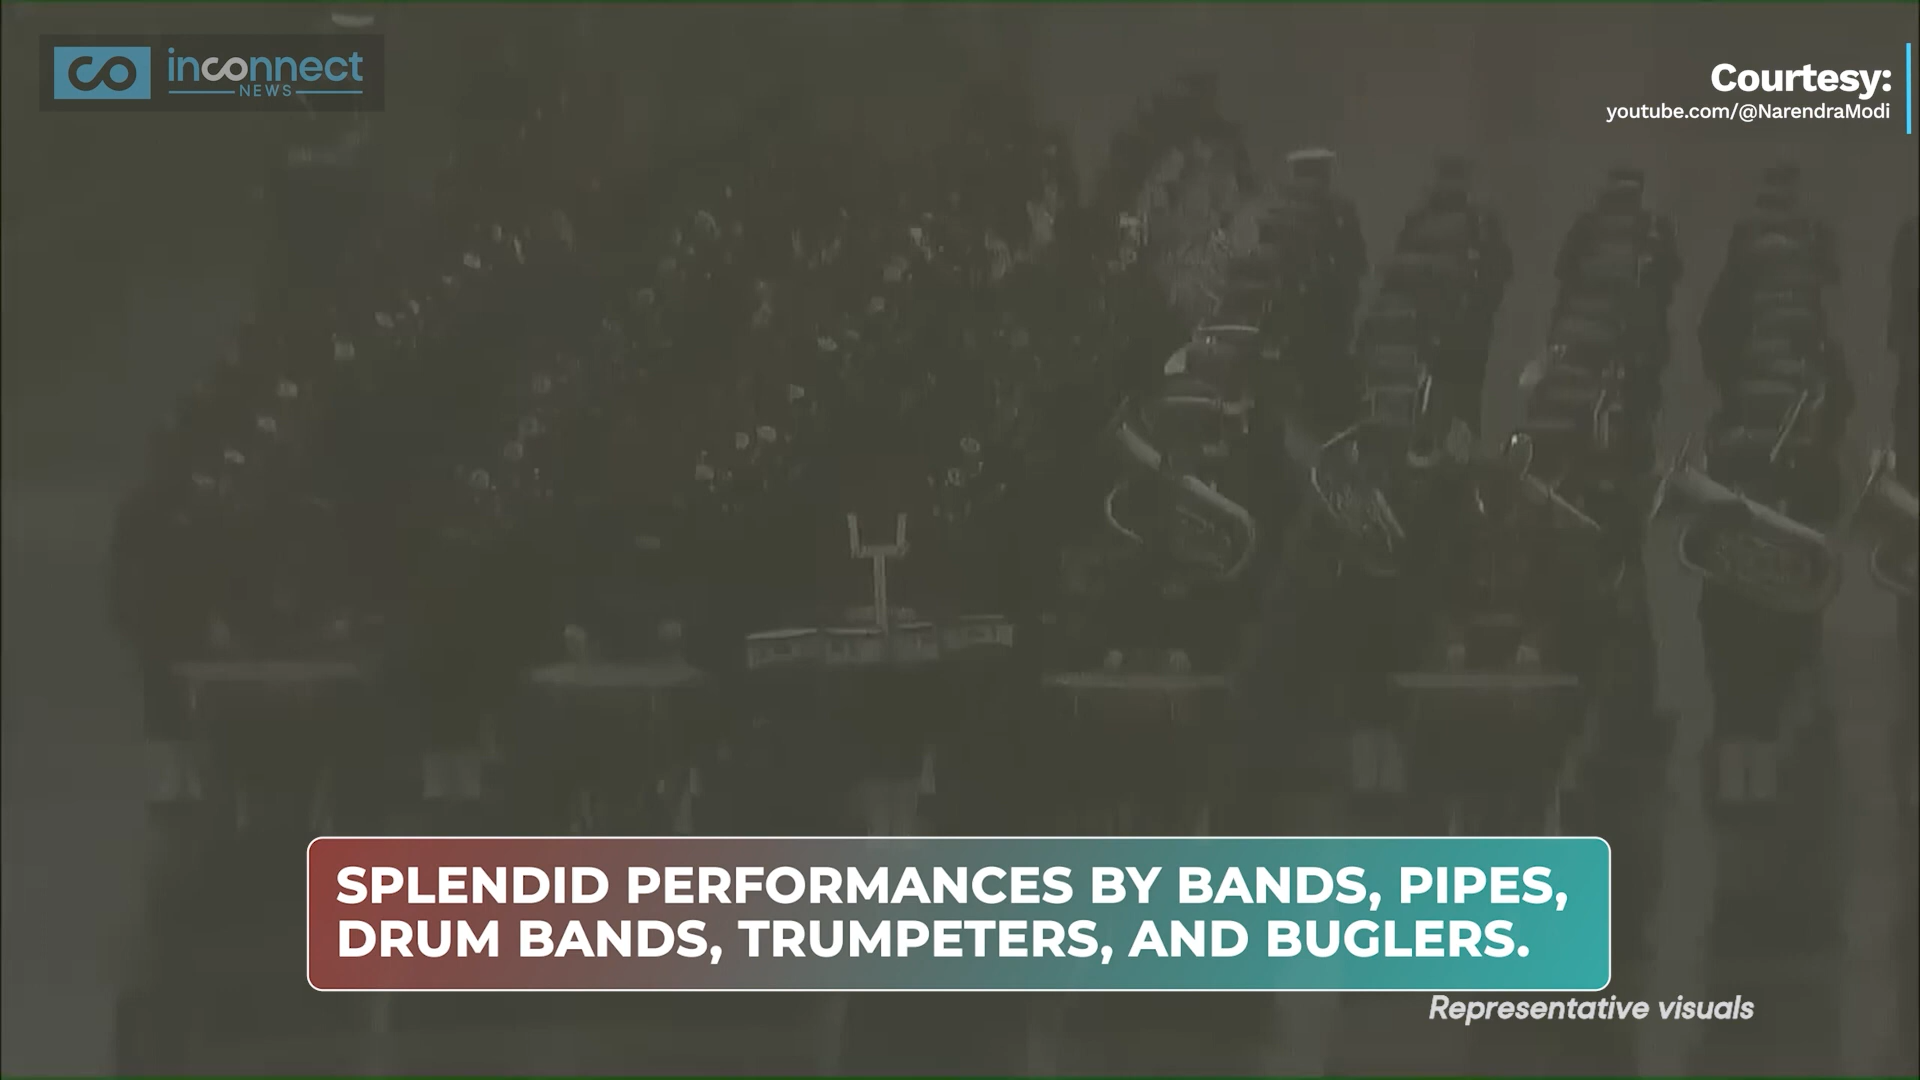 inconnect
NEWS
Courtesy:
youtube.com/@NarendraModi
SPLENDID PERFORMANCES BY BANDS, PIPES,
DRUM BANDS, TRUMPETERS, AND BUGLERS.
Representative visuals